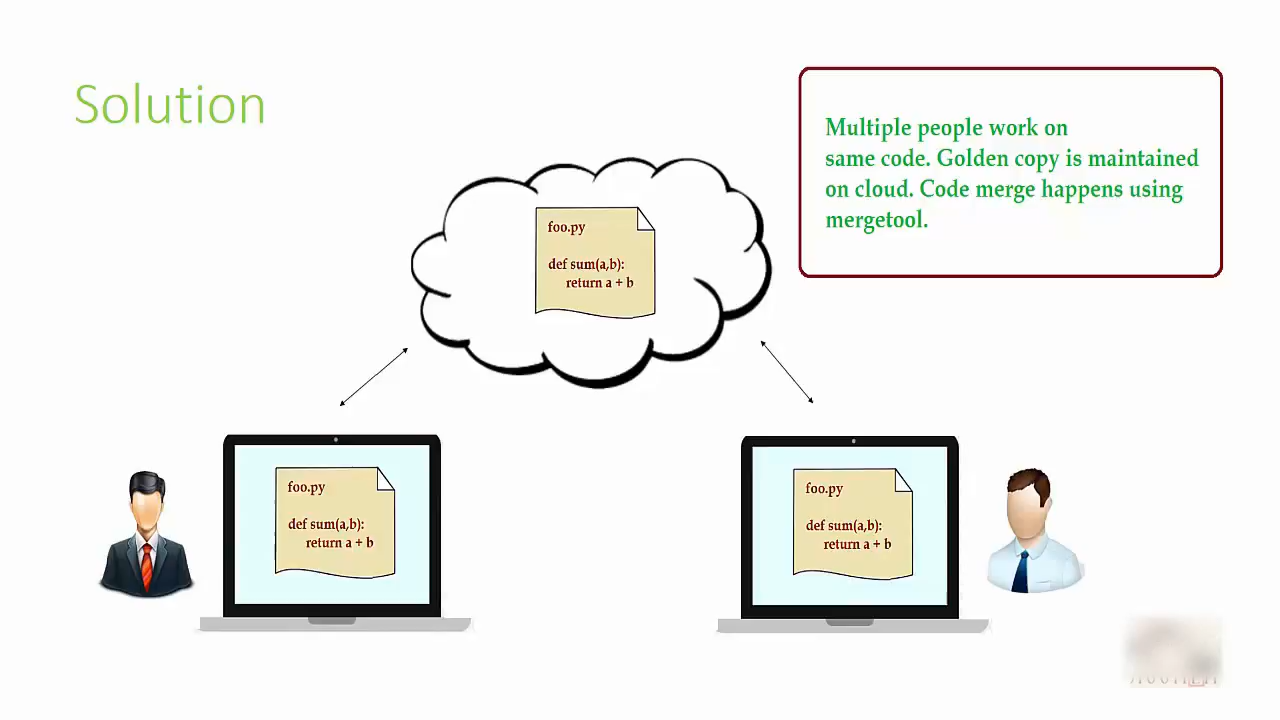 Solution
Multiple people work on
same code. Golden copy is maintained
on cloud. Code merge happens using
mergetool.
foo.py
def sum(a,b):
return a + b
foo.py
def sum(a,b):
return a + b
foo.py
def sum(a,b):
return a + b